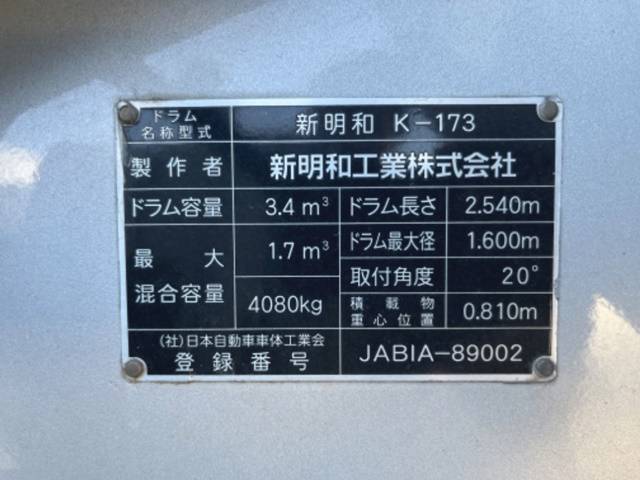 ドラム
名称型式
新明和 K-173
製作者
新明和工業株式会社
ドラム容量
3.4 m³
ドラム長さ
2.540m
最大
混合容量
1.7 m³
4080kg
ドラム最大径
1.600m
取付角度
20°
積載物
重心位置
0.810m
(社)日本自動車車体工業会
登録番号
JABIA-89002